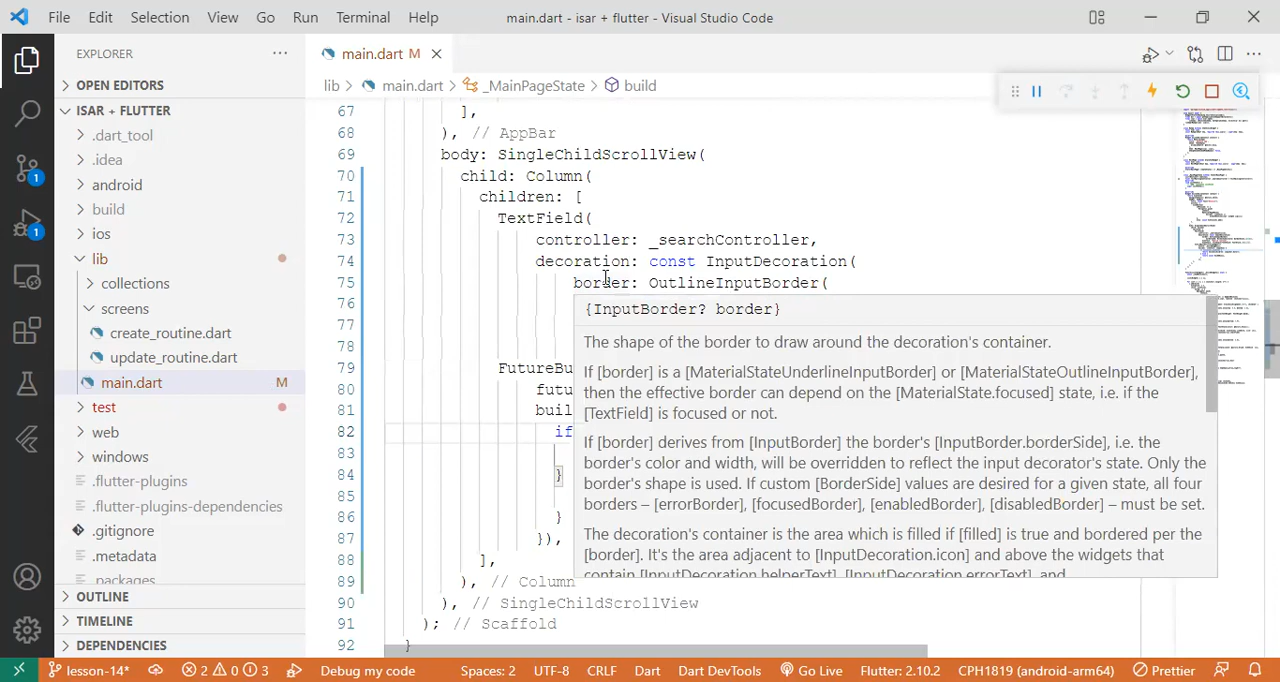 File Edit Selection View Go Run Terminal Help main.dart - isar + flutter - Visual Studio Code
EXPLORER
OPEN EDITORS
ISAR + FLUTTER
.dart_tool
.idea
android
build
ios
lib
collections
screens
create_routine.dart
update_routine.dart
main.dart M
test
web
windows
.flutter-plugins
.flutter-plugins-dependencies
.gitignore
.metadata
.packages
OUTLINE
TIMELINE
DEPENDENCIES
1
1
main.dart M
lib > main.dart > _MainPageState > build
67 ],
68 ), // AppBar
69 body: SingleChildScrollView(
70 child: Column(
71 children: [
72 TextField(
73 controller: _searchController,
74 decoration: const InputDecoration(
75 border: OutlineInputBorder(
76
77
78
79 FutureBu
80 futu
81 buil
82 if
83
84 }
85
86 }
87 }),
88 ],
89 ), // Column
90 ), // SingleChildScrollView
91 ); // Scaffold
92 }
{InputBorder? border}
The shape of the border to draw around the decoration's container.
If [border] is a [MaterialStateUnderlineInputBorder] or [MaterialStateOutlineInputBorder],
then the effective border can depend on the [MaterialState.focused] state, i.e. if the
[TextField] is focused or not.
If [border] derives from [InputBorder] the border's [InputBorder.borderSide], i.e. the
border's color and width, will be overridden to reflect the input decorator's state. Only the
border's shape is used. If custom [BorderSide] values are desired for a given state, all four
borders – [errorBorder], [focusedBorder], [enabledBorder], [disabledBorder] – must be set.
The decoration's container is the area which is filled if [filled] is true and bordered per the
[border]. It's the area adjacent to [InputDecoration.icon] and above the widgets that
contain [InputDecoration.helperText], [InputDecoration.errorText], and
lesson-14* 2 0 3 Debug my code Spaces: 2 UTF-8 CRLF Dart Dart DevTools Go Live Flutter: 2.10.2 CPH1819 (android-arm64) Prettier